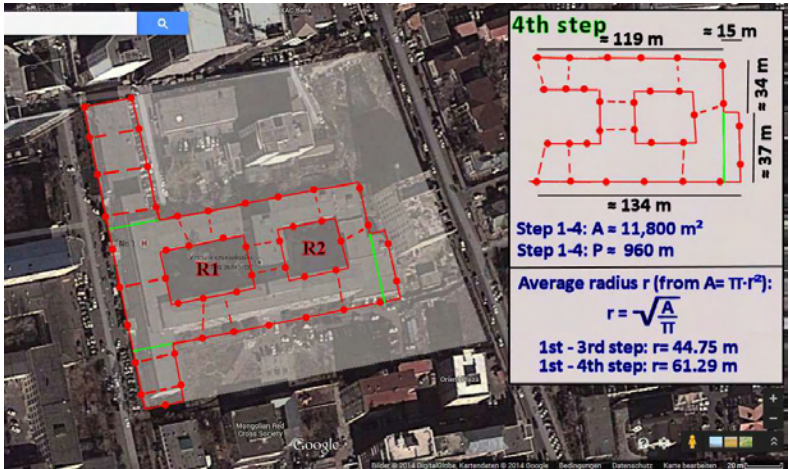 4th step
≈ 119 m
≈ 15 m
≈ 34 m
≈ 37 m
≈ 134 m
Step 1-4: A ≈ 11,800 m²
Step 1-4: P ≈ 960 m
Average radius r (from A= π·r²):
r = √A/π
1st - 3rd step: r= 44.75 m
1st - 4th step: r= 61.29 m
R1
R2
No 1 H
Mongolian Red
Cross Society
Google
Bilder © 2014 DigitalGlobe, Kartendaten © 2014 Google Bedingungen Datenschutz Karte bearbeiten 20 m